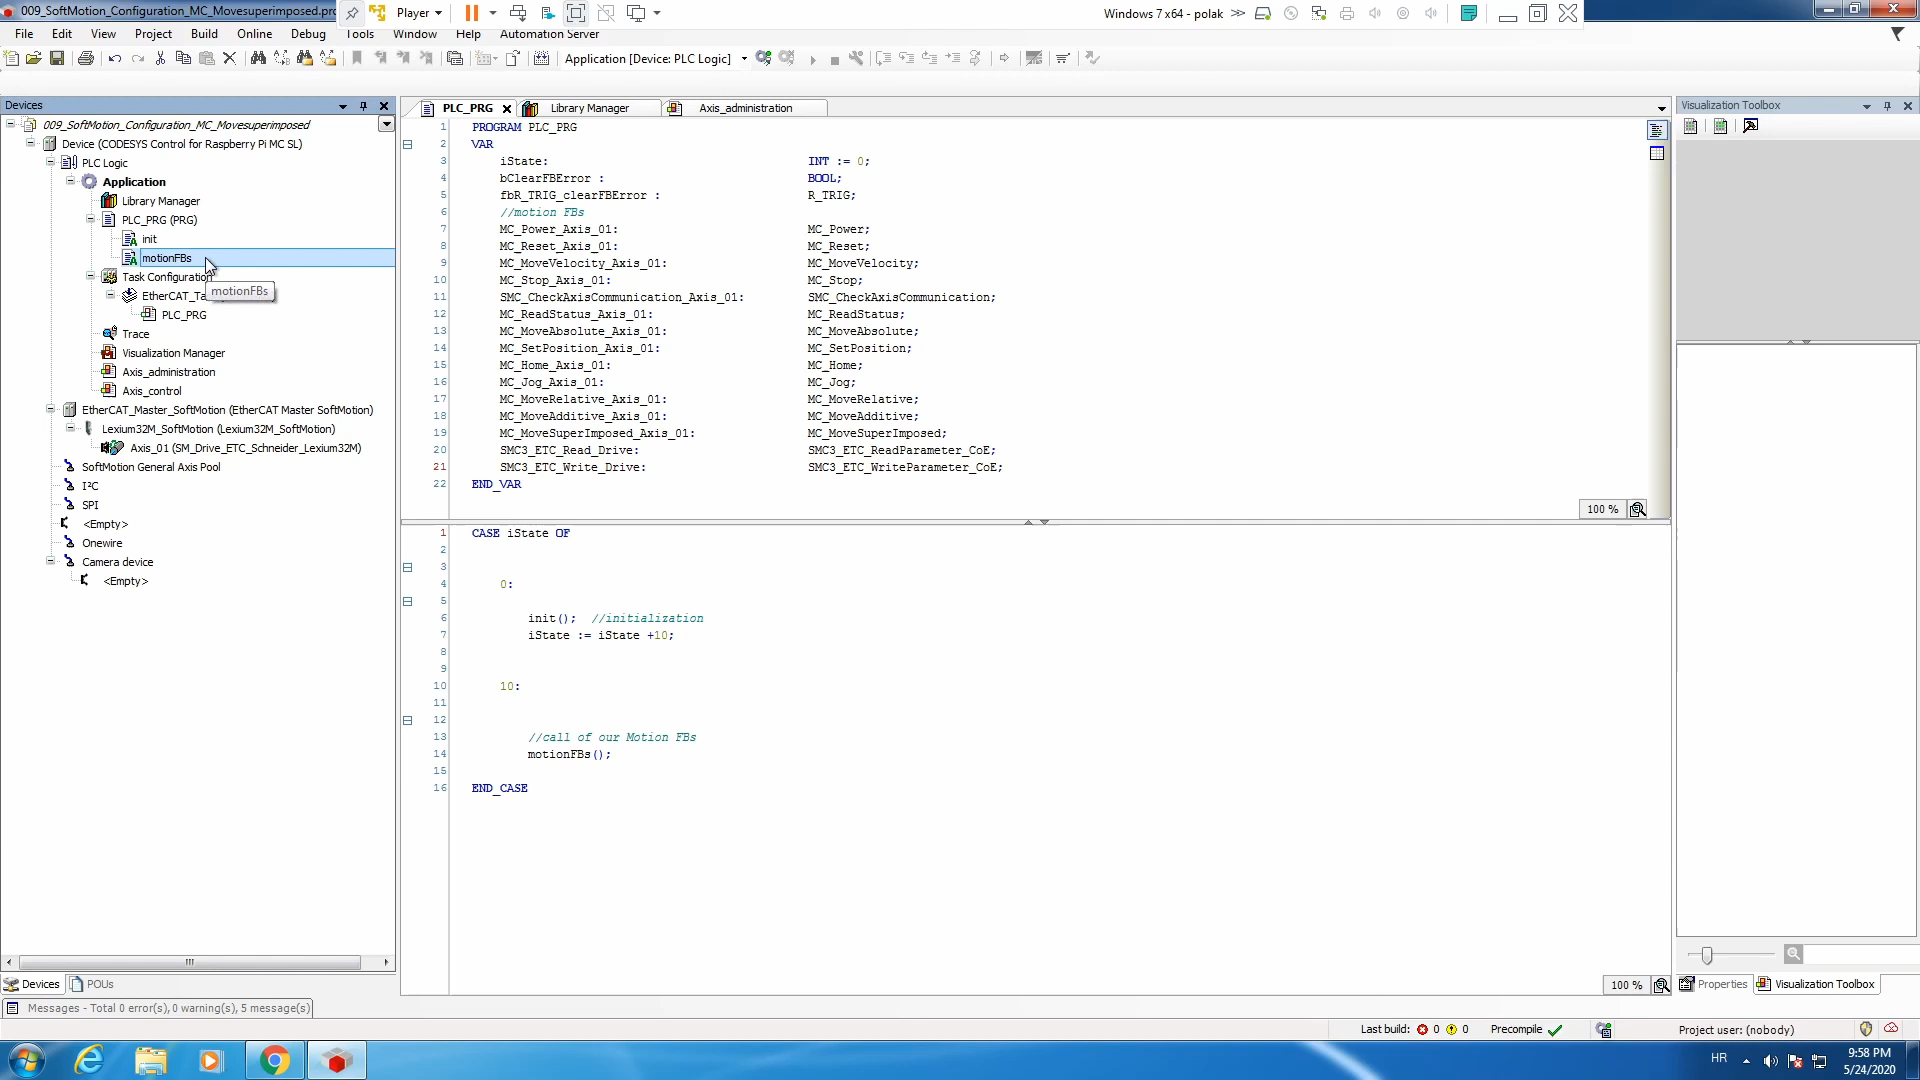 009_SoftMotion_Configuration_MC_Movesuperimposed.pro
Player
Windows 7 x64 - polak
File Edit View Project Build Online Debug Tools Window Help Automation Server
Application [Device: PLC Logic]
Devices
009_SoftMotion_Configuration_MC_Movesuperimposed
Device (CODESYS Control for Raspberry Pi MC SL)
PLC Logic
Application
Library Manager
PLC_PRG (PRG)
init
motionFBs
Task Configuration
EtherCAT_Ta
motionFBs
PLC_PRG
Trace
Visualization Manager
Axis_administration
Axis_control
EtherCAT_Master_SoftMotion (EtherCAT Master SoftMotion)
Lexium32M_SoftMotion (Lexium32M_SoftMotion)
Axis_01 (SM_Drive_ETC_Schneider_Lexium32M)
SoftMotion General Axis Pool
I²C
SPI
<Empty>
Onewire
Camera device
<Empty>
Devices POUs
PLC_PRG Library Manager Axis_administration
1 PROGRAM PLC_PRG
2 VAR
3 iState: INT := 0;
4 bClearFBError : BOOL;
5 fbR_TRIG_clearFBError : R_TRIG;
6 //motion FBs
7 MC_Power_Axis_01: MC_Power;
8 MC_Reset_Axis_01: MC_Reset;
9 MC_MoveVelocity_Axis_01: MC_MoveVelocity;
10 MC_Stop_Axis_01: MC_Stop;
11 SMC_CheckAxisCommunication_Axis_01: SMC_CheckAxisCommunication;
12 MC_ReadStatus_Axis_01: MC_ReadStatus;
13 MC_MoveAbsolute_Axis_01: MC_MoveAbsolute;
14 MC_SetPosition_Axis_01: MC_SetPosition;
15 MC_Home_Axis_01: MC_Home;
16 MC_Jog_Axis_01: MC_Jog;
17 MC_MoveRelative_Axis_01: MC_MoveRelative;
18 MC_MoveAdditive_Axis_01: MC_MoveAdditive;
19 MC_MoveSuperImposed_Axis_01: MC_MoveSuperImposed;
20 SMC3_ETC_Read_Drive: SMC3_ETC_ReadParameter_CoE;
21 SMC3_ETC_Write_Drive: SMC3_ETC_WriteParameter_CoE;
22 END_VAR
100 %
1 CASE iState OF
2
3
4 0:
5
6 init(); //initialization
7 iState := iState +10;
8
9
10 10:
11
12
13 //call of our Motion FBs
14 motionFBs();
15
16 END_CASE
100 %
Visualization Toolbox
Properties Visualization Toolbox
Messages - Total 0 error(s), 0 warning(s), 5 message(s)
Last build: 0 0 Precompile Project user: (nobody)
HR 9:58 PM
5/24/2020